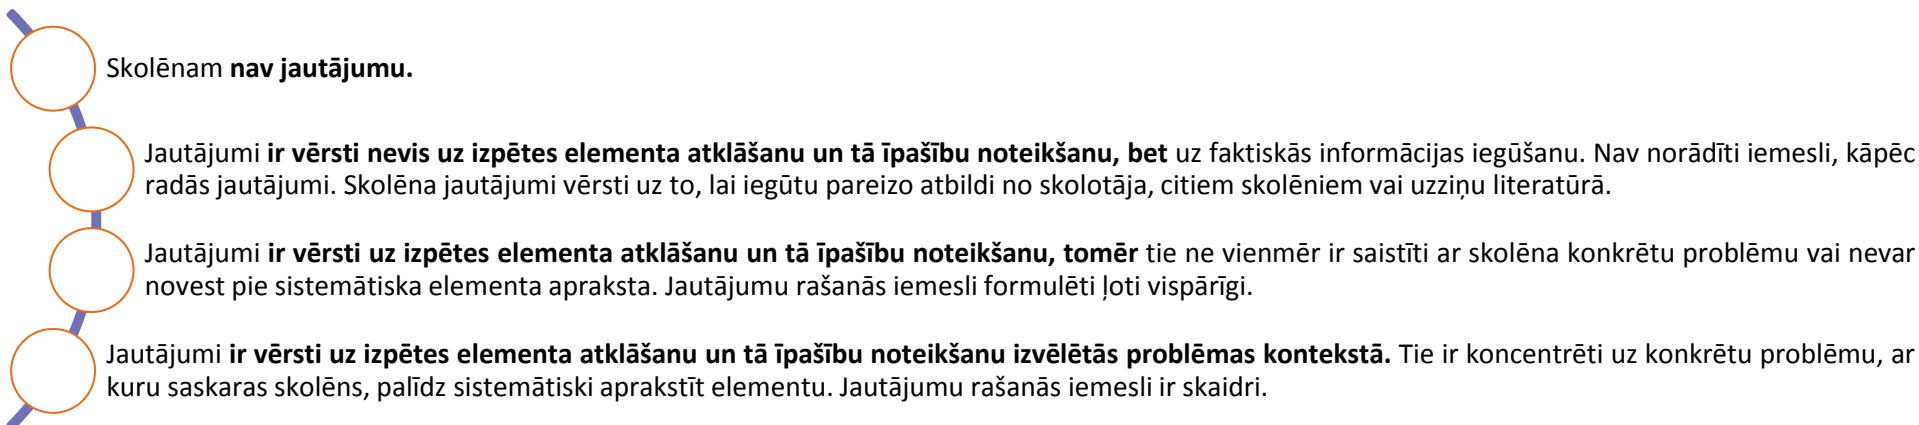 Skolēnam nav jautājumu.
Jautājumi ir vērsti nevis uz izpētes elementa atklāšanu un tā īpašību noteikšanu, bet uz faktiskās informācijas iegūšanu. Nav norādīti iemesli, kāpēc
radās jautājumi. Skolēna jautājumi vērsti uz to, lai iegūtu pareizo atbildi no skolotāja, citiem skolēniem vai uzziņu literatūrā.
Jautājumi ir vērsti uz izpētes elementa atklāšanu un tā īpašību noteikšanu, tomēr tie ne vienmēr ir saistīti ar skolēna konkrētu problēmu vai nevar
novest pie sistemātiska elementa apraksta. Jautājumu rašanās iemesli formulēti ļoti vispārīgi.
Jautājumi ir vērsti uz izpētes elementa atklāšanu un tā īpašību noteikšanu izvēlētās problēmas kontekstā. Tie ir koncentrēti uz konkrētu problēmu, ar
kuru saskaras skolēns, palīdz sistemātiski aprakstīt elementu. Jautājumu rašanās iemesli ir skaidri.